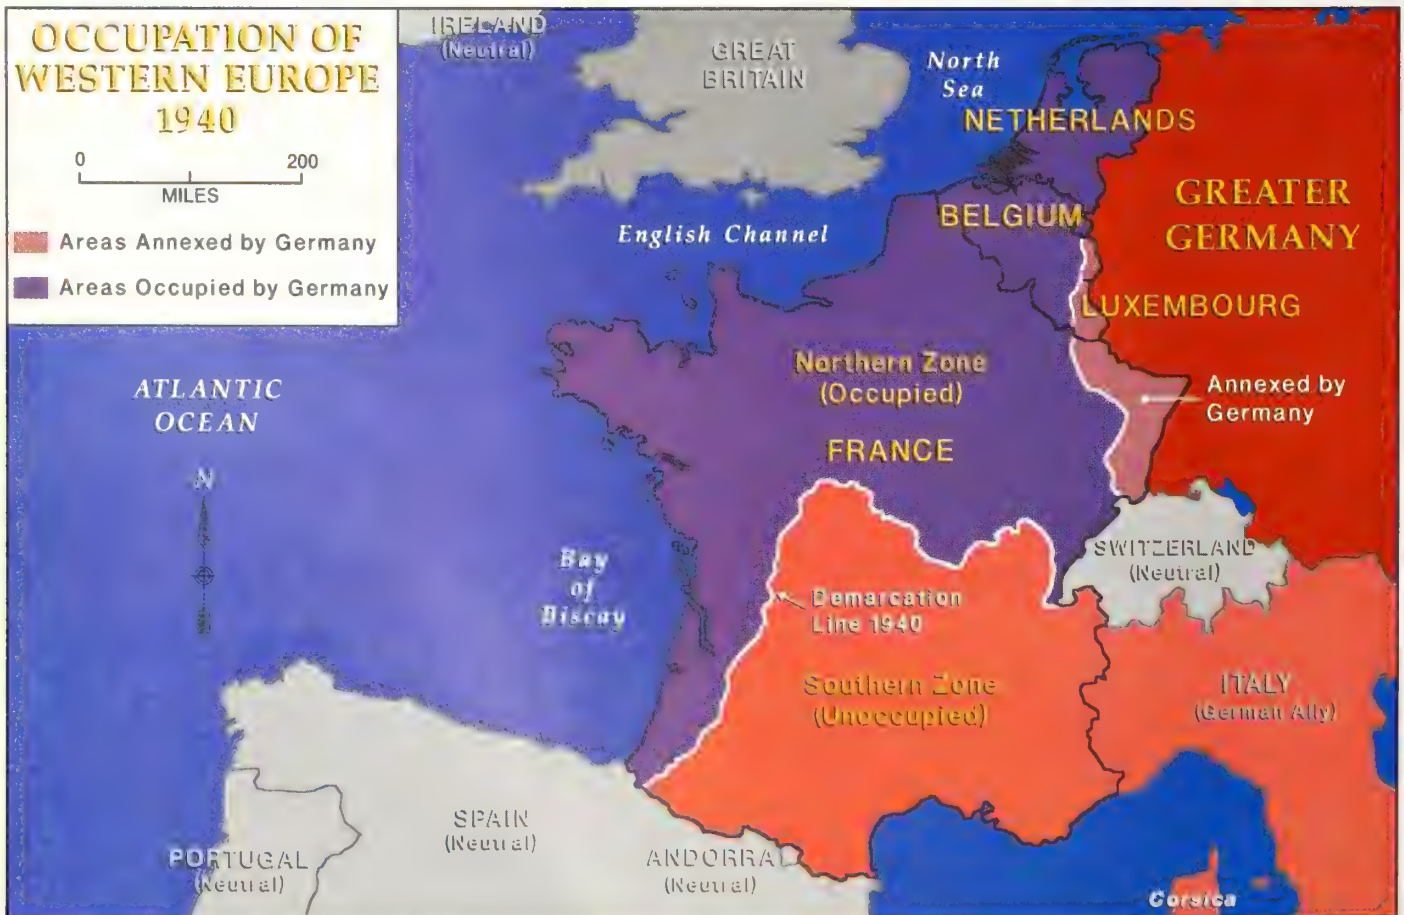 OCCUPATION OF
WESTERN EUROPE
1940
0 200
MILES
Areas Annexed by Germany
Areas Occupied by Germany
IRELAND
(Neutral)
GREAT
BRITAIN
North
Sea
NETHERLANDS
GREATER
GERMANY
BELGIUM
English Channel
LUXEMBOURG
Northern Zone
(Occupied)
Annexed by
Germany
ATLANTIC
OCEAN
FRANCE
N
Bay
of
Biscay
SWITZERLAND
(Neutral)
Demarcation
Line 1940
Southern Zone
(Unoccupied)
ITALY
(German Ally)
SPAIN
(Neutral)
PORTUGAL
(Neutral)
ANDORRA
(Neutral)
Corsica